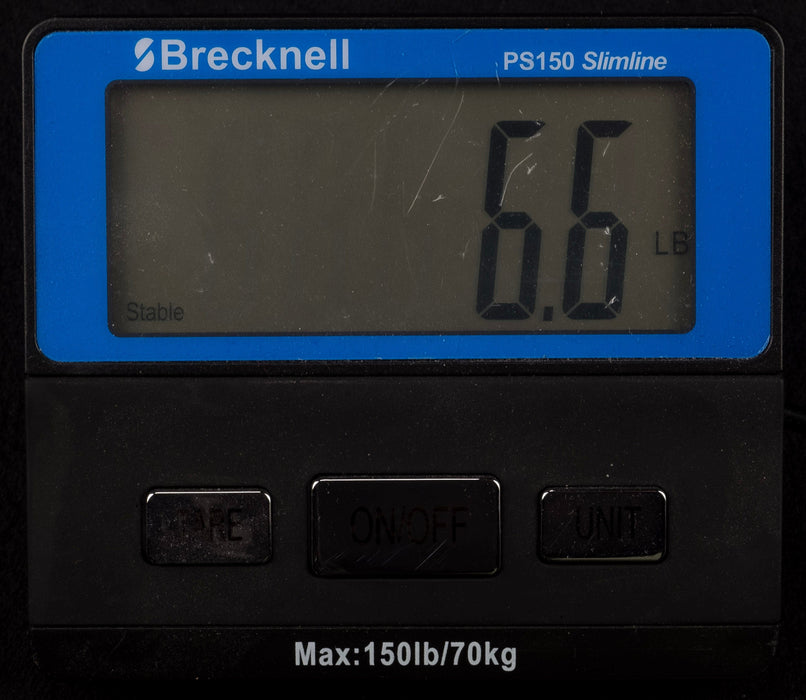 Brecknell
PS150 Slimline
6.6
LB
Stable
TARE
ON/OFF
UNIT
Max:150lb/70kg